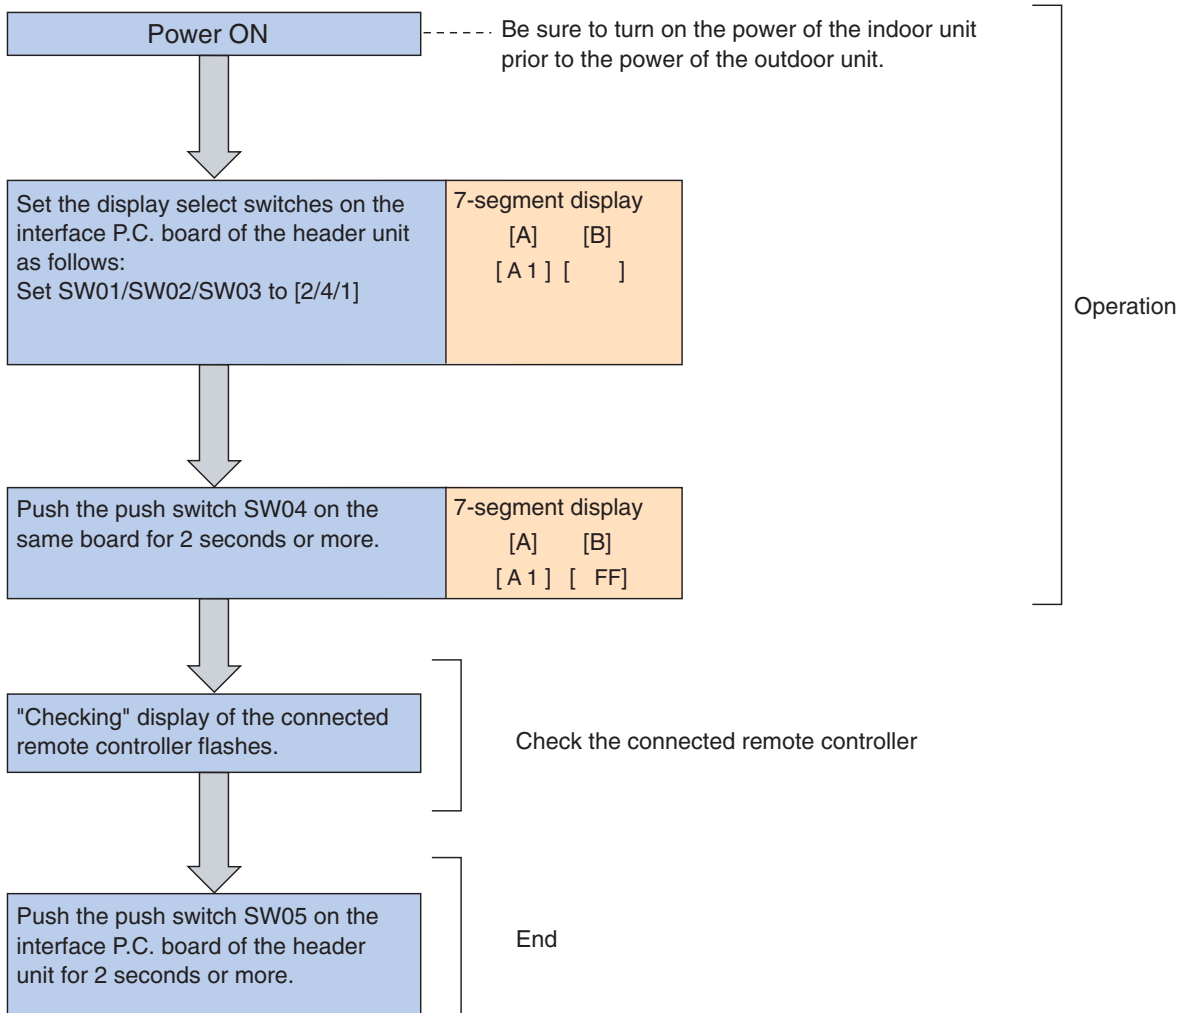 Power ON
Be sure to turn on the power of the indoor unit
prior to the power of the outdoor unit.
Set the display select switches on the
interface P.C. board of the header unit
as follows:
Set SW01/SW02/SW03 to [2/4/1]
7-segment display
[A] [B]
[ A 1 ] [ ]
Operation
Push the push switch SW04 on the
same board for 2 seconds or more.
7-segment display
[A] [B]
[ A 1 ] [ FF]
"Checking" display of the connected
remote controller flashes.
Check the connected remote controller
Push the push switch SW05 on the
interface P.C. board of the header
unit for 2 seconds or more.
End